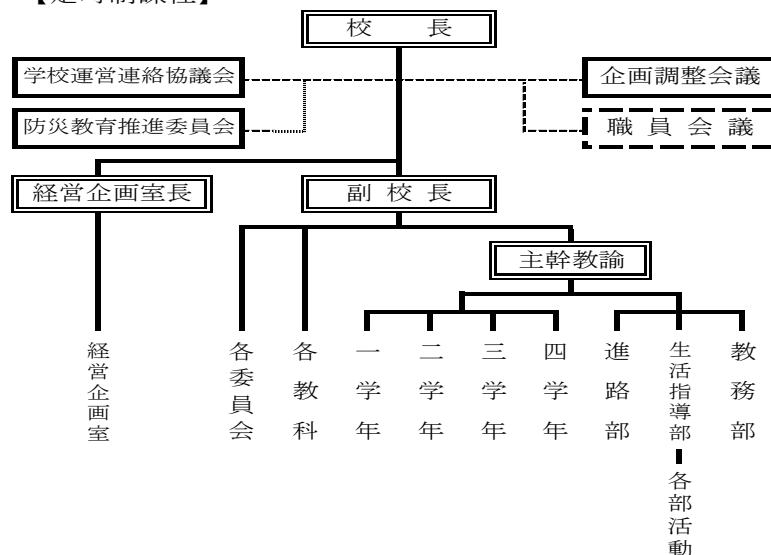 【定時制課程】
校　長
学校運営連絡協議会
企画調整会議
防災教育推進委員会
職員会議
経営企画室長
副校長
主幹教諭
経営企画室
各委員会
各教科
一学年
二学年
三学年
四学年
進路部
生活指導部
教務部
各部活動